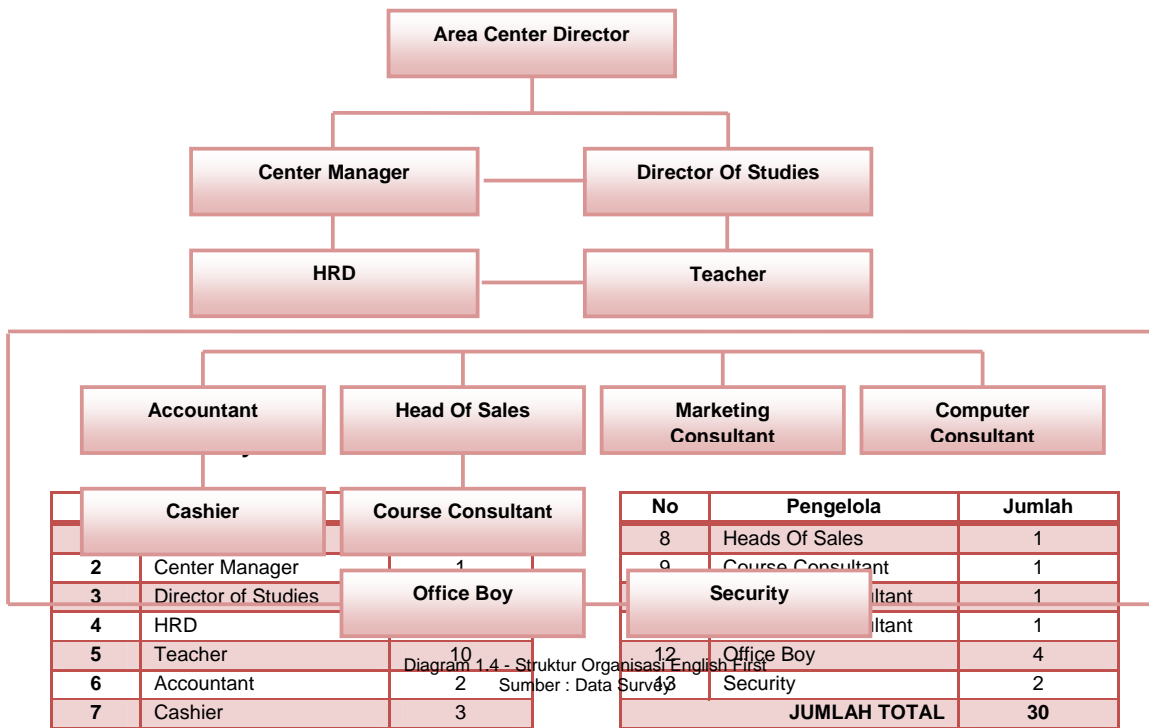 Area Center Director
Center Manager
Director Of Studies
HRD
Teacher
Accountant
Head Of Sales
Marketing
Consultant
Computer
Consultant
Cashier
Course Consultant
Office Boy
Security
No Pengelola Jumlah
8 Heads Of Sales 1
2 Center Manager 1
9 Course Consultant 1
3 Director of Studies
1
4 HRD
1
5 Teacher 10
12 Office Boy 4
6 Accountant 2
13 Security 2
7 Cashier 3
JUMLAH TOTAL 30
Diagram 1.4 - Struktur Organisasi English First
Sumber : Data Survey